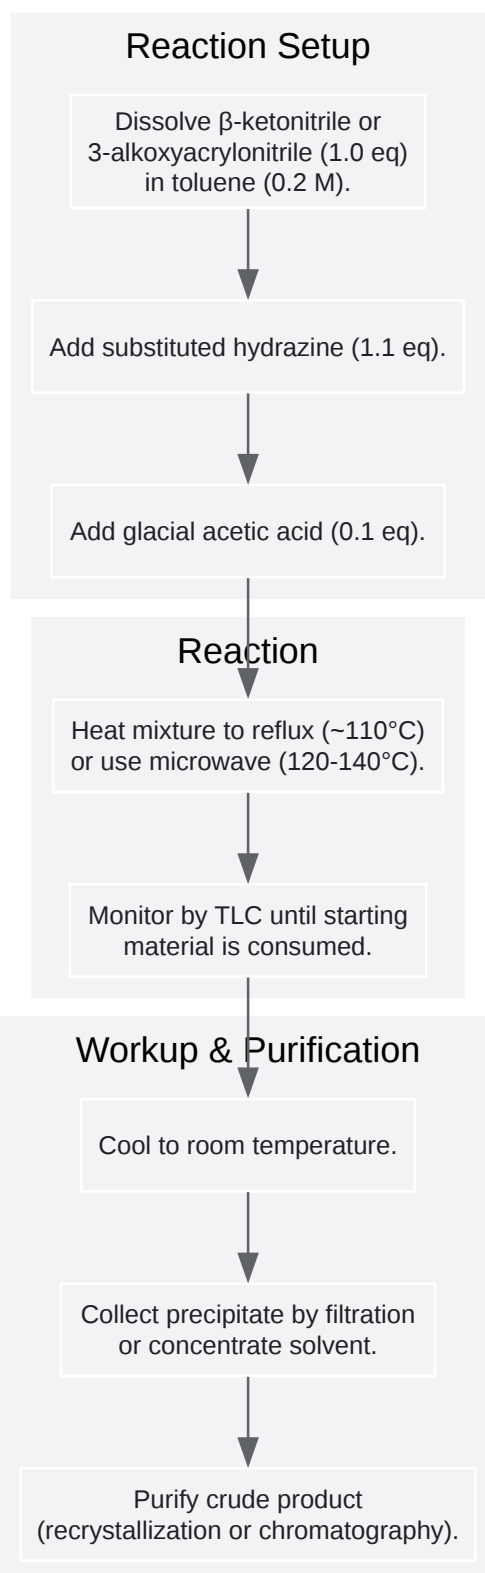 Reaction Setup
Dissolve β-ketonitrile or
3-alkoxyacrylonitrile (1.0 eq)
in toluene (0.2 M).
Add substituted hydrazine (1.1 eq).
Add glacial acetic acid (0.1 eq).
Reaction
Heat mixture to reflux (~110°C)
or use microwave (120-140°C).
Monitor by TLC until starting
material is consumed.
Workup & Purification
Cool to room temperature.
Collect precipitate by filtration
or concentrate solvent.
Purify crude product
(recrystallization or chromatography).